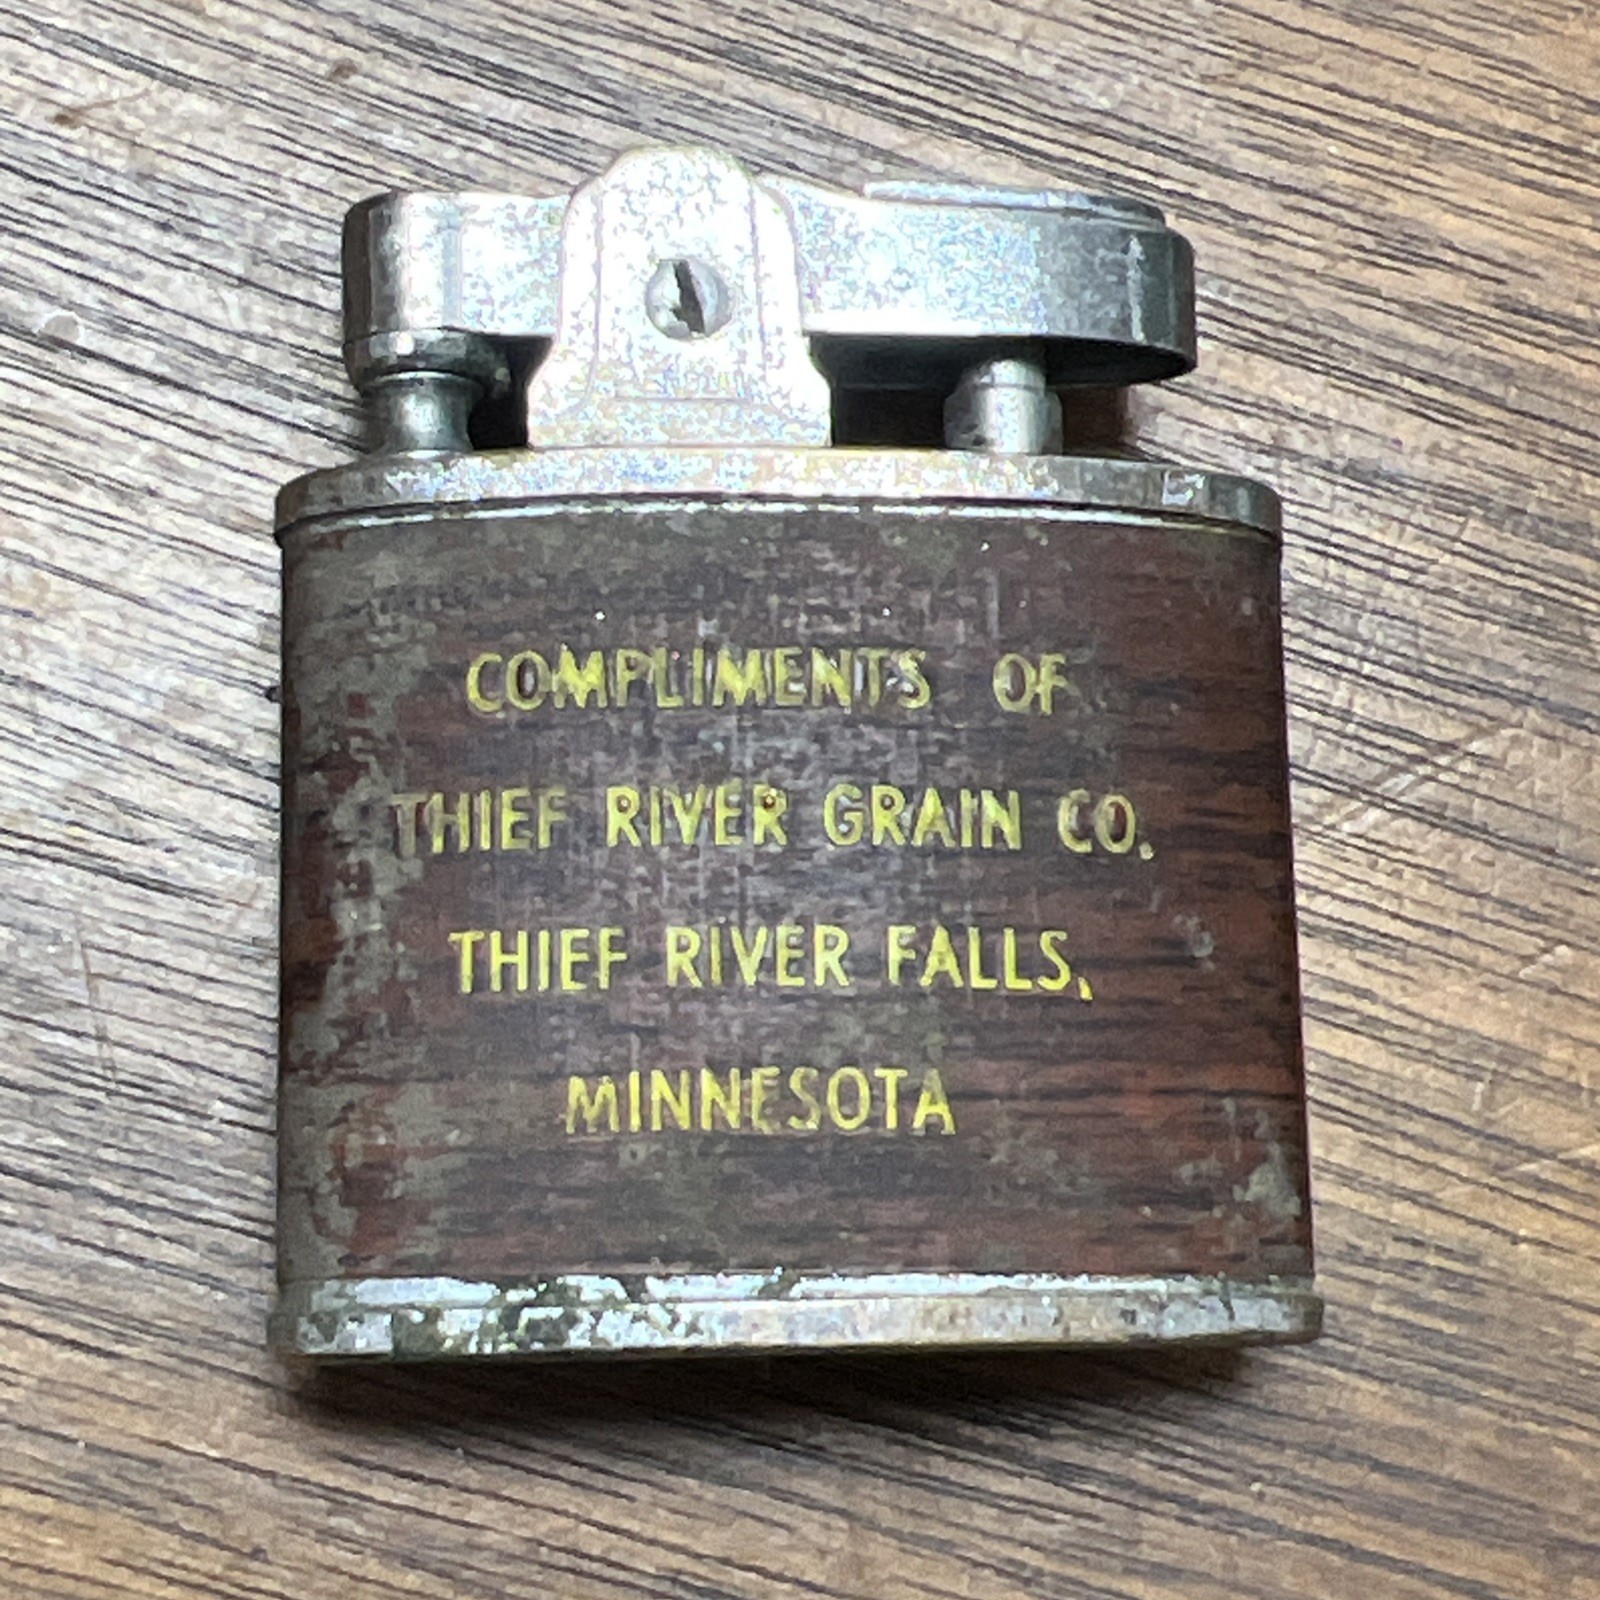 COMPLIMENTS OF
THIEF RIVER GRAIN CO.
THIEF RIVER FALLS,
MINNESOTA